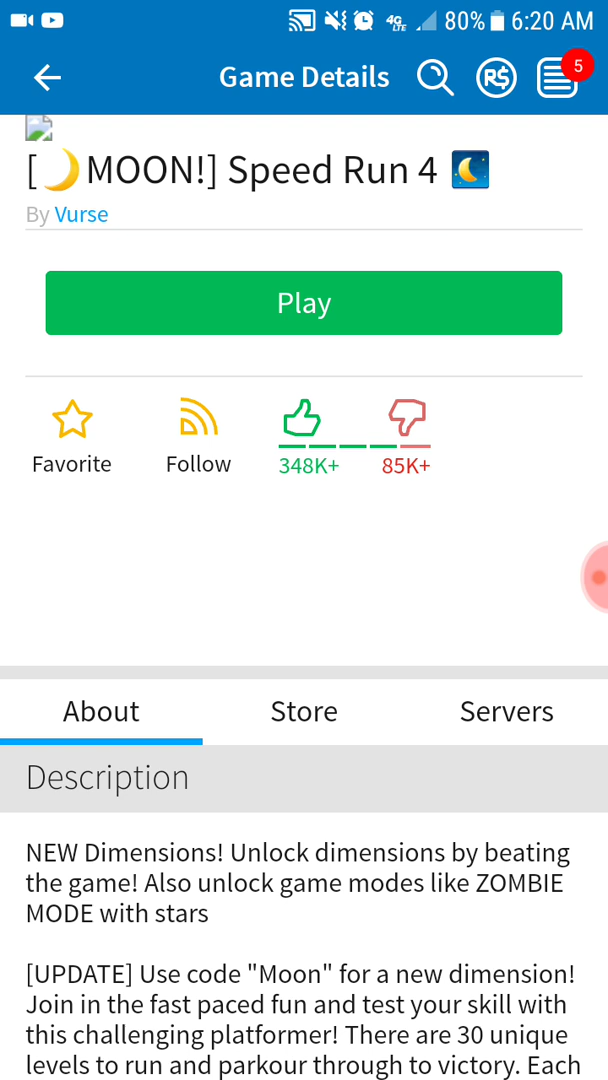 4G LTE 80% 6:20 AM
Game Details R$ 5
[🌙MOON!] Speed Run 4 🌃
By Vurse
Play
Favorite Follow 348K+ 85K+
About Store Servers
Description
NEW Dimensions! Unlock dimensions by beating
the game! Also unlock game modes like ZOMBIE
MODE with stars
[UPDATE] Use code "Moon" for a new dimension!
Join in the fast paced fun and test your skill with
this challenging platformer! There are 30 unique
levels to run and parkour through to victory. Each